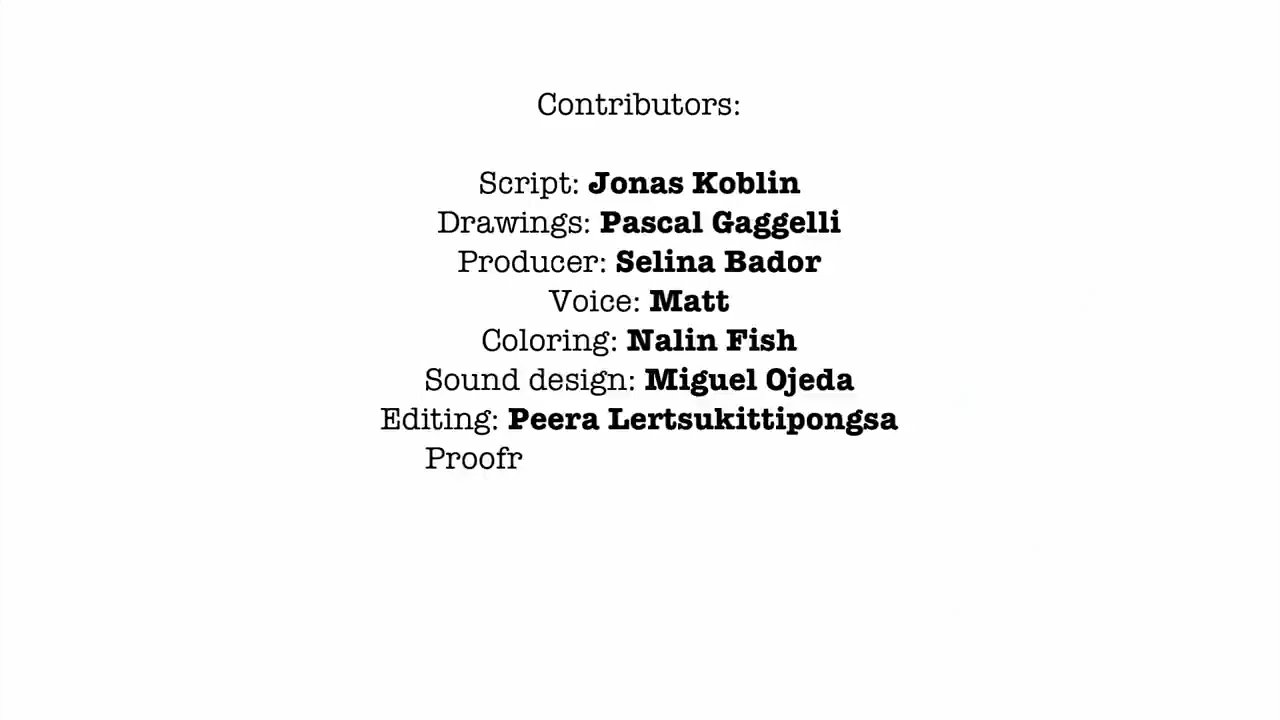 Contributors:
Script: Jonas Koblin
Drawings: Pascal Gaggelli
Producer: Selina Bador
Voice: Matt
Coloring: Nalin Fish
Sound design: Miguel Ojeda
Editing: Peera Lertsukittipongsa
Proofr